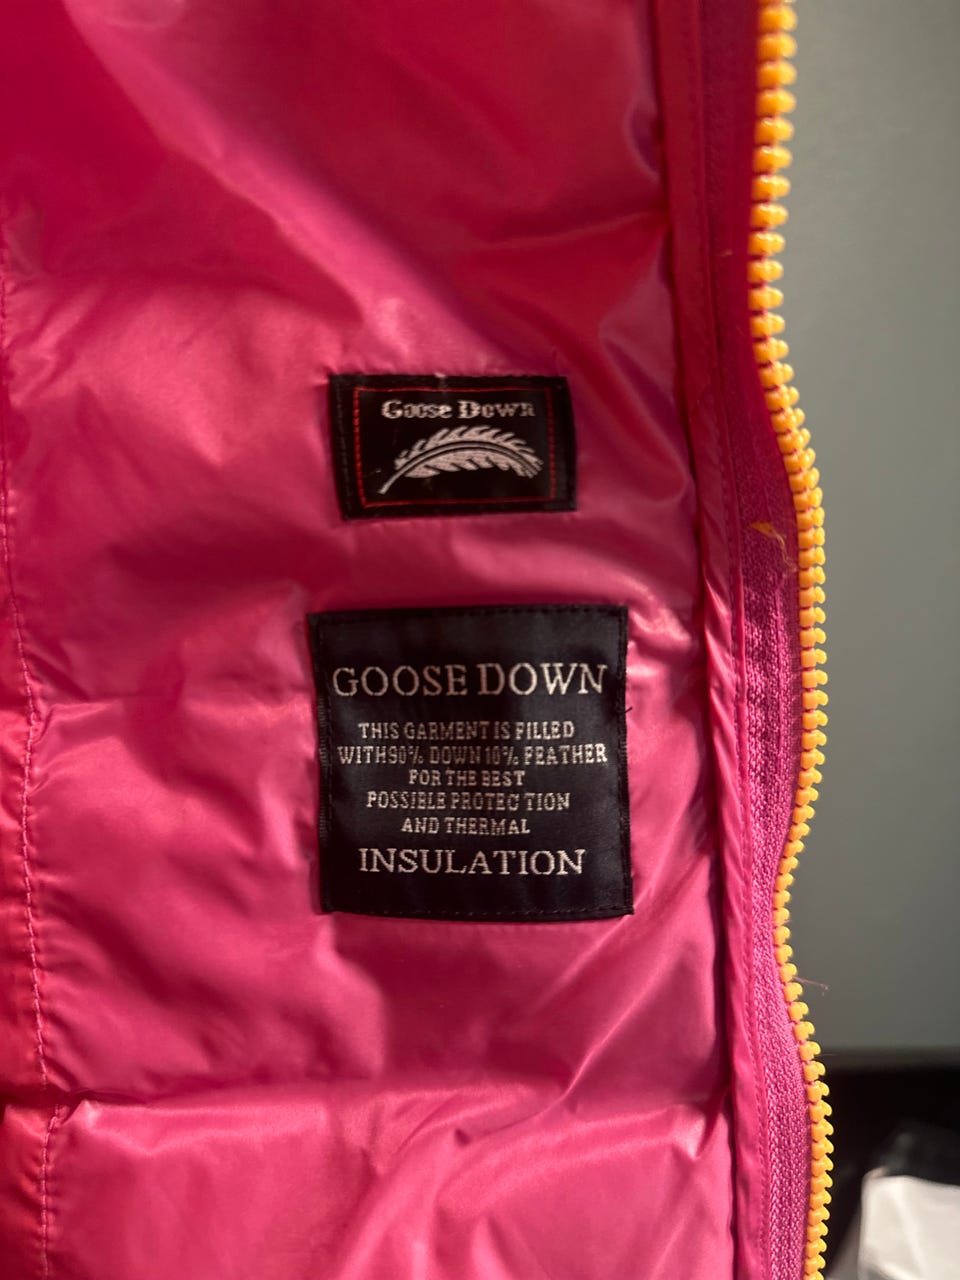 Goose Down
GOOSE DOWN
THIS GARMENT IS FILLED
WITH90% DOWN 10% FEATHER
FOR THE BEST
POSSIBLE PROTEC TION
AND THERMAL
INSULATION